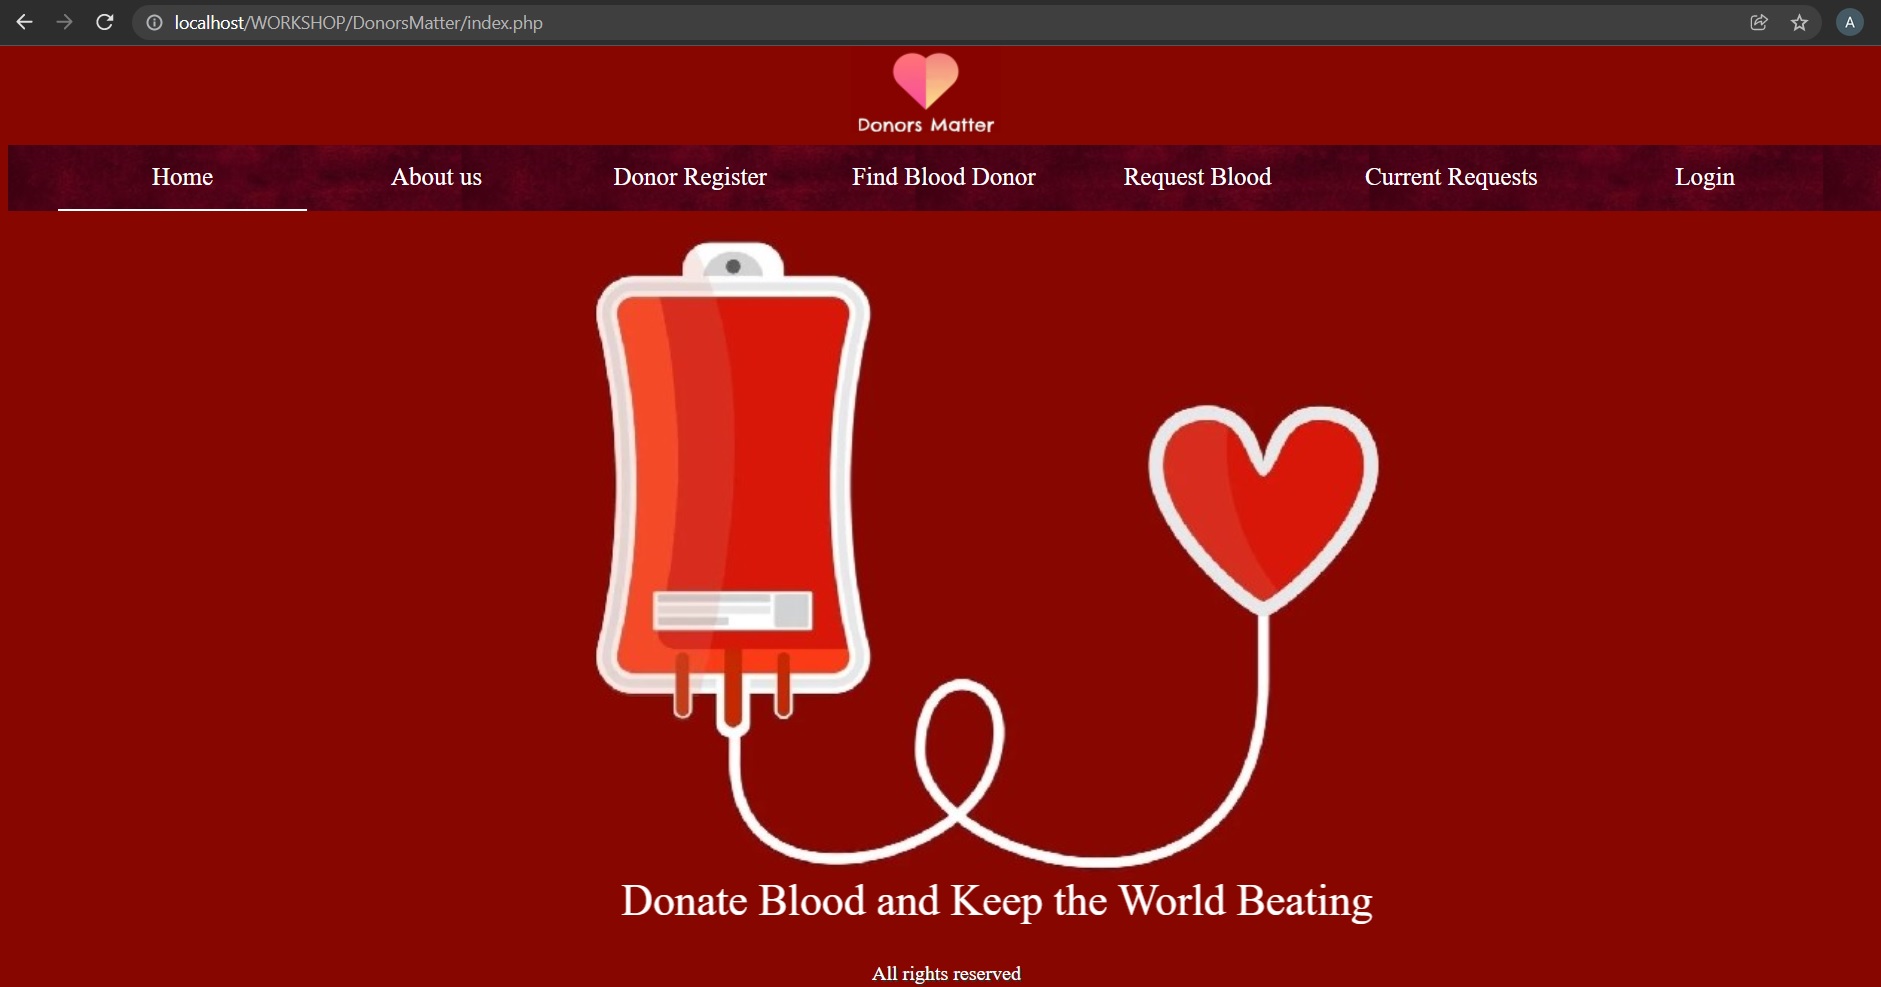 localhost/WORKSHOP/DonorsMatter/index.php
A
Donors Matter
Home About us Donor Register Find Blood Donor Request Blood Current Requests Login
Donate Blood and Keep the World Beating
All rights reserved